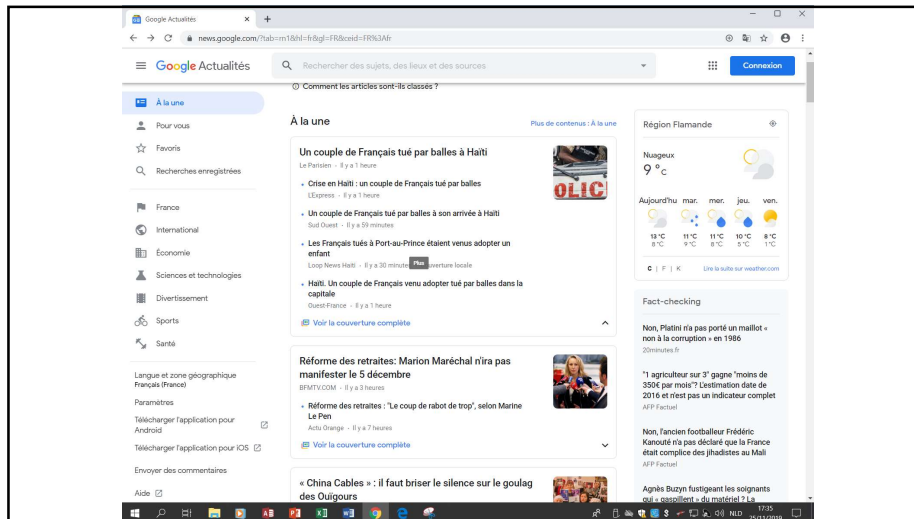 Google Actualités
news.google.com/?tab=rn1&hl=fr&gl=FR&ceid=FR%3Afr
Google Actualités
Rechercher des sujets, des lieux et des sources
Connexion
Comment les articles sont-ils classés ?
À la une
Pour vous
Favoris
Recherches enregistrées
France
International
Économie
Sciences et technologies
Divertissement
Sports
Santé
Langue et zone géographique
Français (France)
Paramètres
Télécharger l'application pour
Android
Télécharger l'application pour iOS
Envoyer des commentaires
Aide
À la une
Plus de contenus : À la une
Un couple de Français tué par balles à Haïti
Le Parisien - Il y a 1 heure
Crise en Haïti : un couple de Français tué par balles
L'Express - Il y a 1 heure
Un couple de Français tué par balles à son arrivée à Haïti
Sud Ouest - Il y a 59 minutes
Les Français tués à Port-au-Prince étaient venus adopter un
enfant
Loop News Haiti - Il y a 30 minute Plus uverture locale
Haïti. Un couple de Français venu adopter tué par balles dans la
capitale
Ouest-France - Il y a 1 heure
Voir la couverture complète
OLIC
Réforme des retraites: Marion Maréchal n'ira pas
manifester le 5 décembre
BFMTV.COM - Il y a 3 heures
Réforme des retraites : "Le coup de rabot de trop", selon Marine
Le Pen
Actu Orange - Il y a 7 heures
Voir la couverture complète
« China Cables » : il faut briser le silence sur le goulag
des Ouïgours
Région Flamande
Nuageux
9 °C
Aujourd'hu mar. mer. jeu. ven.
13 °C 11 °C 11 °C 10 °C 8 °C
8 °C 9 °C 8 °C 5 °C 1 °C
C | F | K
Lire la suite sur weather.com
Fact-checking
Non, Platini n'a pas porté un maillot «
non à la corruption » en 1986
20minutes.fr
"1 agriculteur sur 3" gagne "moins de
350€ par mois"? L'estimation date de
2016 et n'est pas un indicateur complet
AFP Factuel
Non, l'ancien footballeur Frédéric
Kanouté n'a pas déclaré que la France
était complice des jihadistes au Mali
AFP Factuel
Agnès Buzyn fustigeant les soignants
qui « gaspillent » du matériel ? La
NLD
17:35
25/11/2019